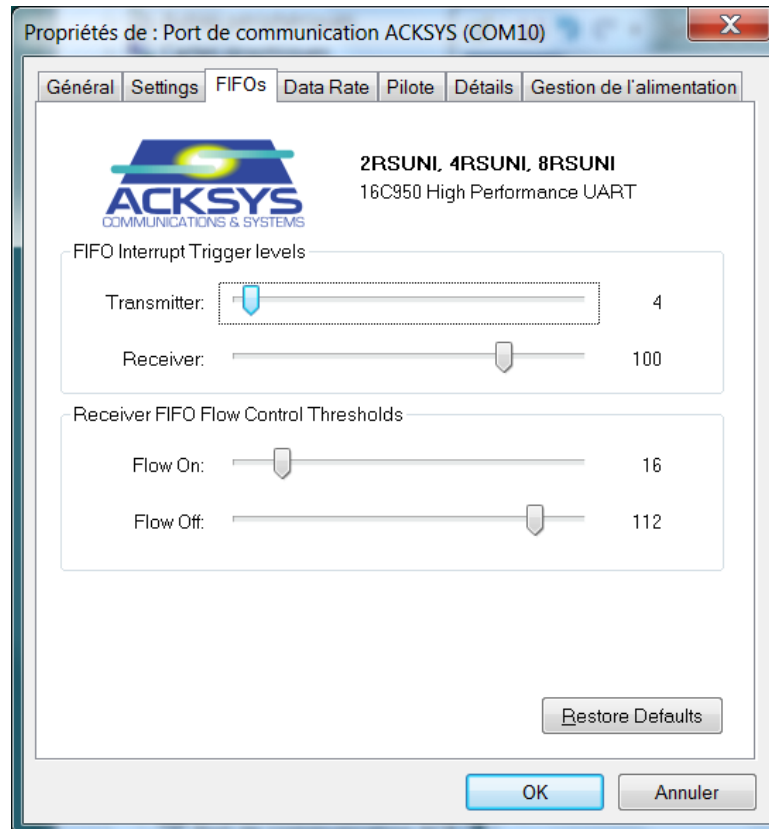 Propriétés de : Port de communication ACKSYS (COM10)
Général Settings FIFOs Data Rate Pilote Détails Gestion de l'alimentation
2RSUNI, 4RSUNI, 8RSUNI
16C950 High Performance UART
ACKSYS
COMMUNICATIONS & SYSTEMS
FIFO Interrupt Trigger levels
Transmitter: 4
Receiver: 100
Receiver FIFO Flow Control Thresholds
Flow On: 16
Flow Off: 112
Restore Defaults
OK Annuler